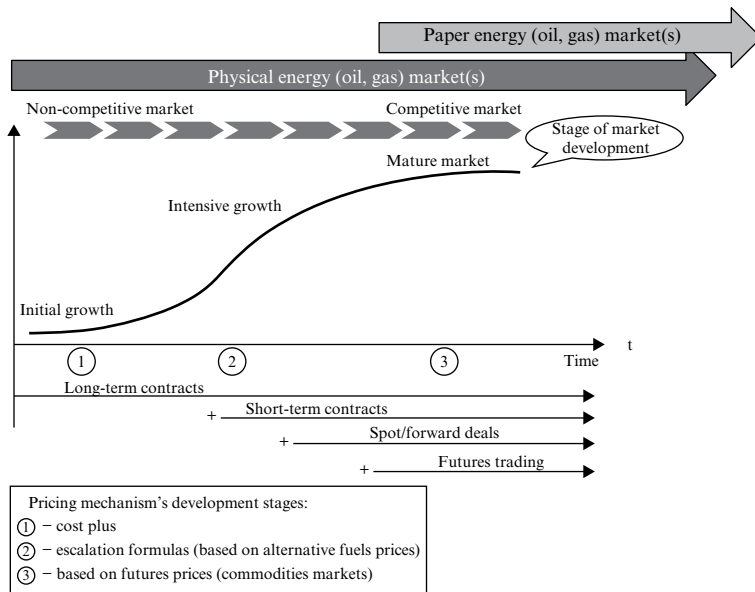 Paper energy (oil, gas) market(s)
Physical energy (oil, gas) market(s)
Non-competitive market
Competitive market
Stage of market
development
Mature market
Intensive growth
Initial growth
t
1
2
3
Time
Long-term contracts
+ Short-term contracts
+ Spot/forward deals
+ Futures trading
Pricing mechanism’s development stages:
1 – cost plus
2 – escalation formulas (based on alternative fuels prices)
3 – based on futures prices (commodities markets)